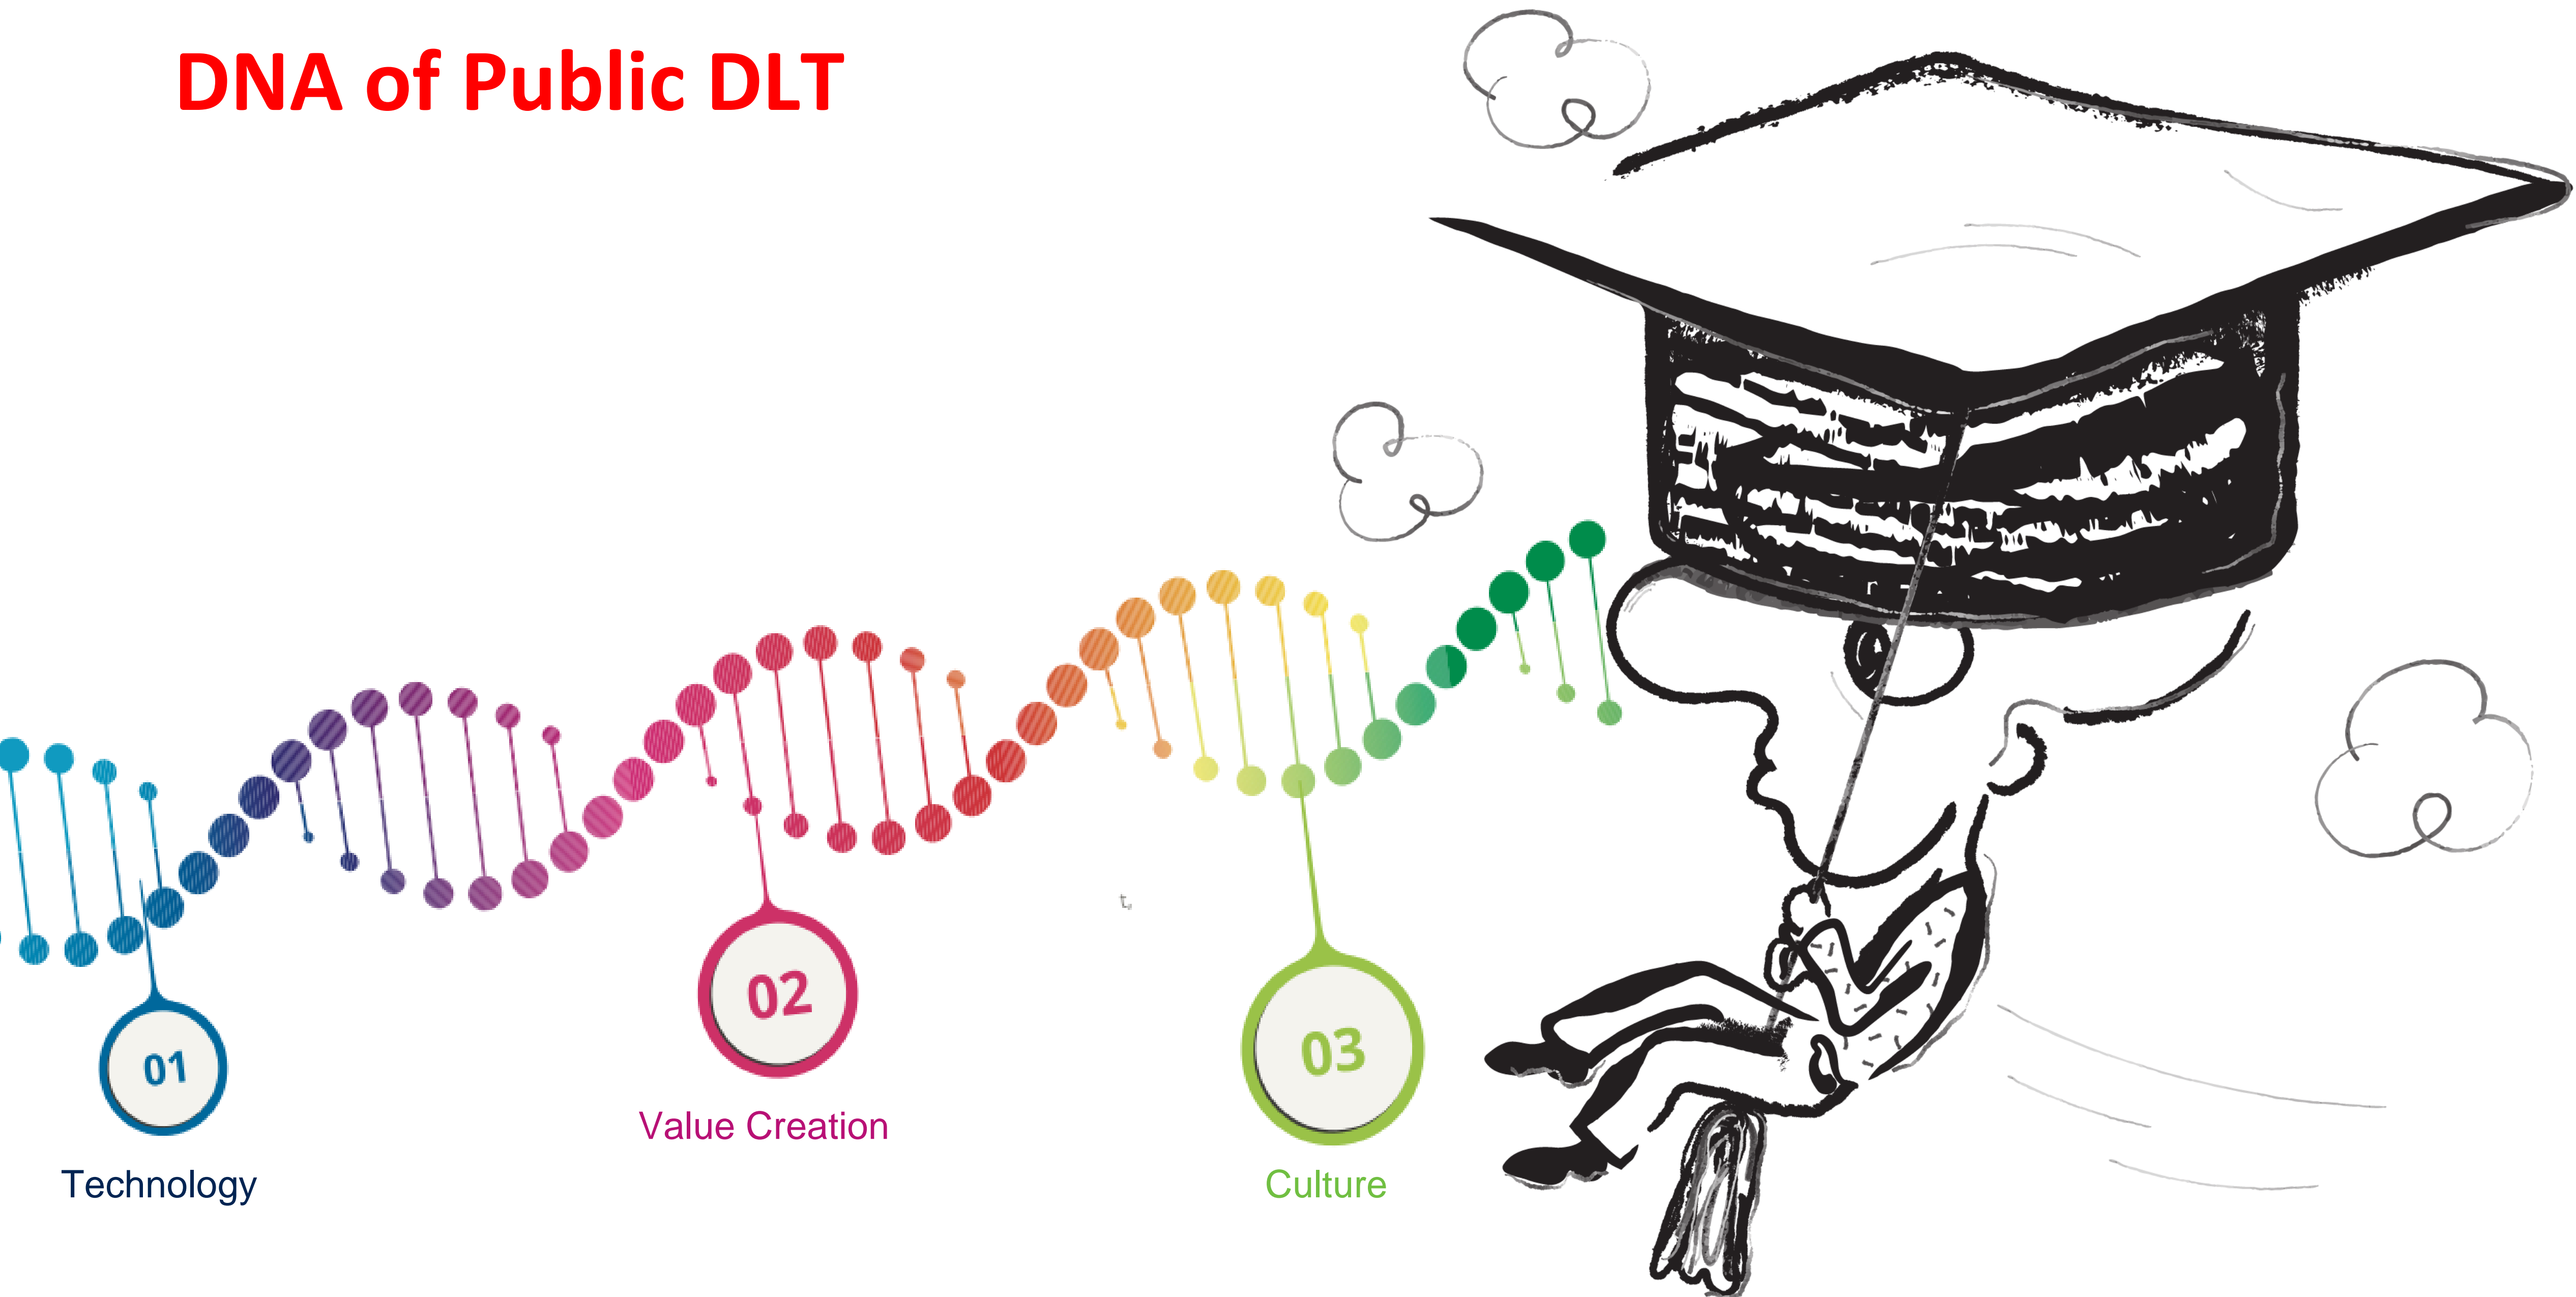 DNA of Public DLT
01
Technology
02
Value Creation
03
Culture
t,